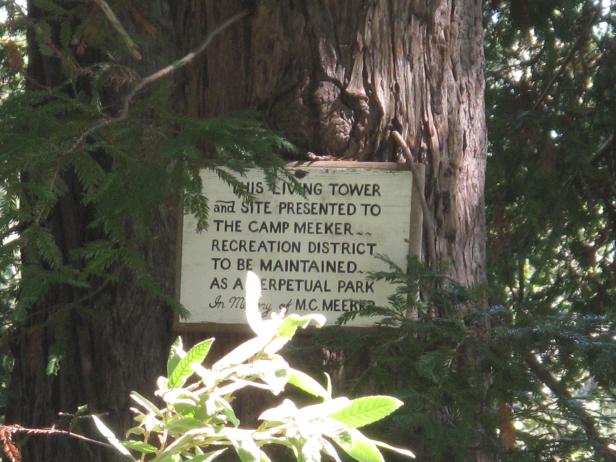 THIS LIVING TOWER
and SITE PRESENTED TO
THE CAMP MEEKER
RECREATION DISTRICT
TO BE MAINTAINED
AS A PERPETUAL PARK
In Memory of M.C. MEEKER